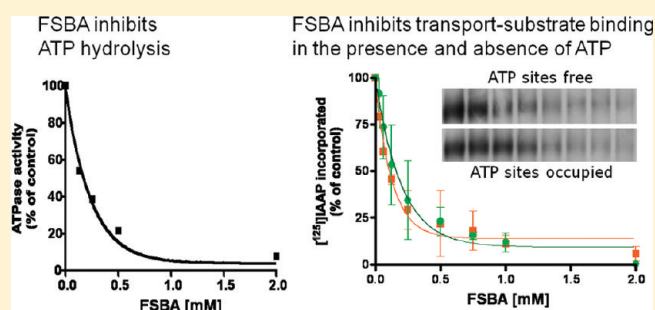 FSBA inhibits
ATP hydrolysis
100
80
60
40
20
0
ATPase activity
(% of control)
0.0 0.5 1.0 1.5 2.0
FSBA [mM]
FSBA inhibits transport-substrate binding
in the presence and absence of ATP
100
75
50
25
0
[125I]IAAP incorporated
(% of control)
ATP sites free
ATP sites occupied
0.0 0.5 1.0 1.5 2.0
FSBA [mM]